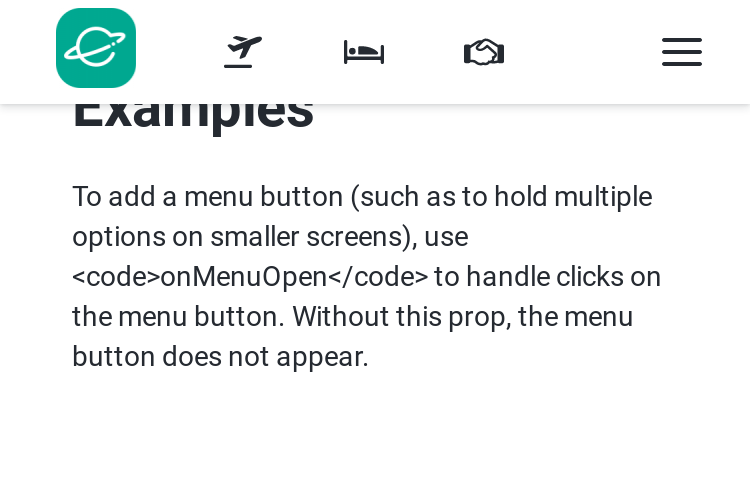 Examples
To add a menu button (such as to hold multiple
options on smaller screens), use
<code>onMenuOpen</code> to handle clicks on
the menu button. Without this prop, the menu
button does not appear.